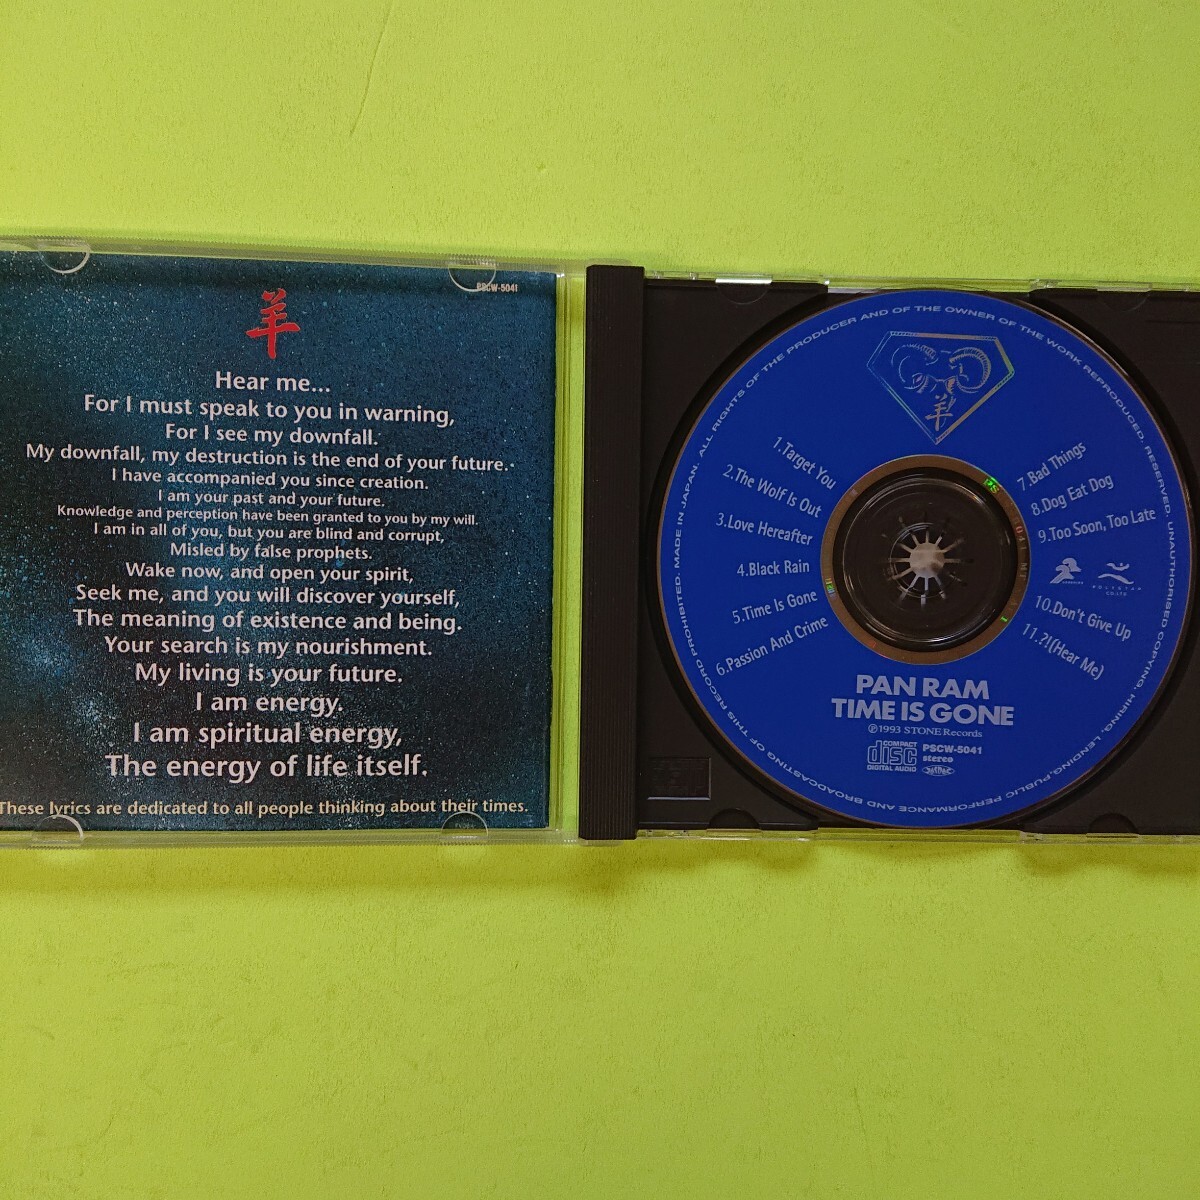 PSCW-5041
羊
Hear me...
For I must speak to you in warning,
For I see my downfall.
My downfall, my destruction is the end of your future.
I have accompanied you since creation.
I am your past and your future.
Knowledge and perception have been granted to you by my will.
I am in all of you, but you are blind and corrupt,
Misled by false prophets.
Wake now, and open your spirit,
Seek me, and you will discover yourself,
The meaning of existence and being.
Your search is my nourishment.
My living is your future.
I am energy.
I am spiritual energy,
The energy of life itself.
These lyrics are dedicated to all people thinking about their times.
MADE IN JAPAN. ALL RIGHTS OF THE PRODUCER AND OF THE OWNER OF THE WORK REPRODUCED. RESERVED. UNAUTHORISED COPYING, HIRING, LENDING, PUBLIC PERFORMANCE AND BROADCASTING OF THIS RECORD PROHIBITED.
羊
1.Target You
2.The Wolf Is Out
3.Love Hereafter
4.Black Rain
5.Time Is Gone
6.Passion And Crime
7.Bad Things
8.Dog Eat Dog
9.Too Soon, Too Late
POLYSTAR
CO.,LTD
10.Don't Give Up
11.?!(Hear Me)
PAN RAM
TIME IS GONE
℗1993 STONE Records
COMPACT
disc
DIGITAL AUDIO
PSCW-5041
stereo